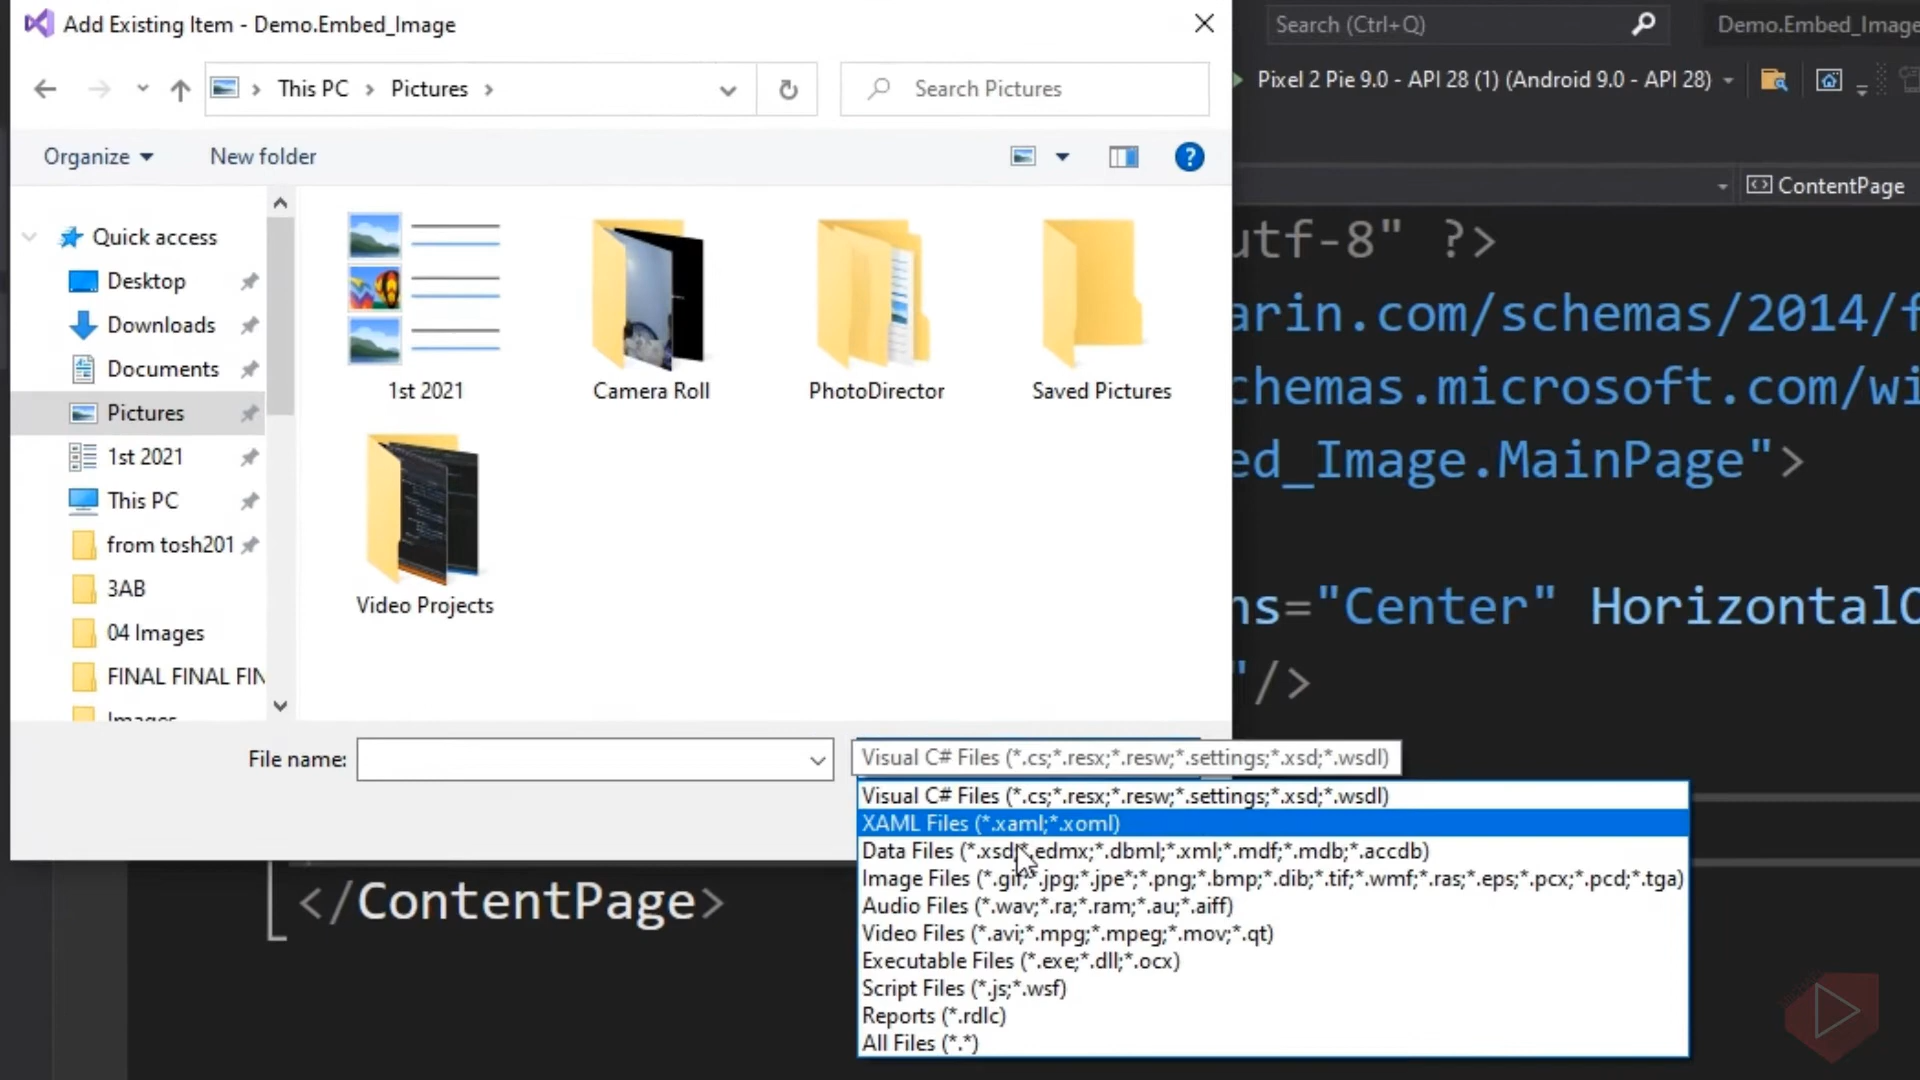 Add Existing Item - Demo.Embed_Image
Search (Ctrl+Q)
Demo.Embed_Image
This PC
Pictures
Search Pictures
Pixel 2 Pie 9.0 - API 28 (1) (Android 9.0 - API 28)
Organize
New folder
ContentPage
Quick access
Desktop
Downloads
Documents
Pictures
1st 2021
This PC
from tosh201
3AB
04 Images
FINAL FINAL FIN
Images
1st 2021
Camera Roll
PhotoDirector
Saved Pictures
Video Projects
utf-8" ?>
arin.com/schemas/2014/f
chemas.microsoft.com/wi
ed_Image.MainPage">
ns="Center" HorizontalO
"/>
File name:
Visual C# Files (*.cs;*.resx;*.resw;*.settings;*.xsd;*.wsdl)
Visual C# Files (*.cs;*.resx;*.resw;*.settings;*.xsd;*.wsdl)
XAML Files (*.xaml;*.xoml)
Data Files (*.xsd;*.edmx;*.dbml;*.xml;*.mdf;*.mdb;*.accdb)
Image Files (*.gif;*.jpg;*.jpe*;*.png;*.bmp;*.dib;*.tif;*.wmf;*.ras;*.eps;*.pcx;*.pcd;*.tga)
Audio Files (*.wav;*.ra;*.ram;*.au;*.aiff)
Video Files (*.avi;*.mpg;*.mpeg;*.mov;*.qt)
Executable Files (*.exe;*.dll;*.ocx)
Script Files (*.js;*.wsf)
Reports (*.rdlc)
All Files (*.*)
</ContentPage>